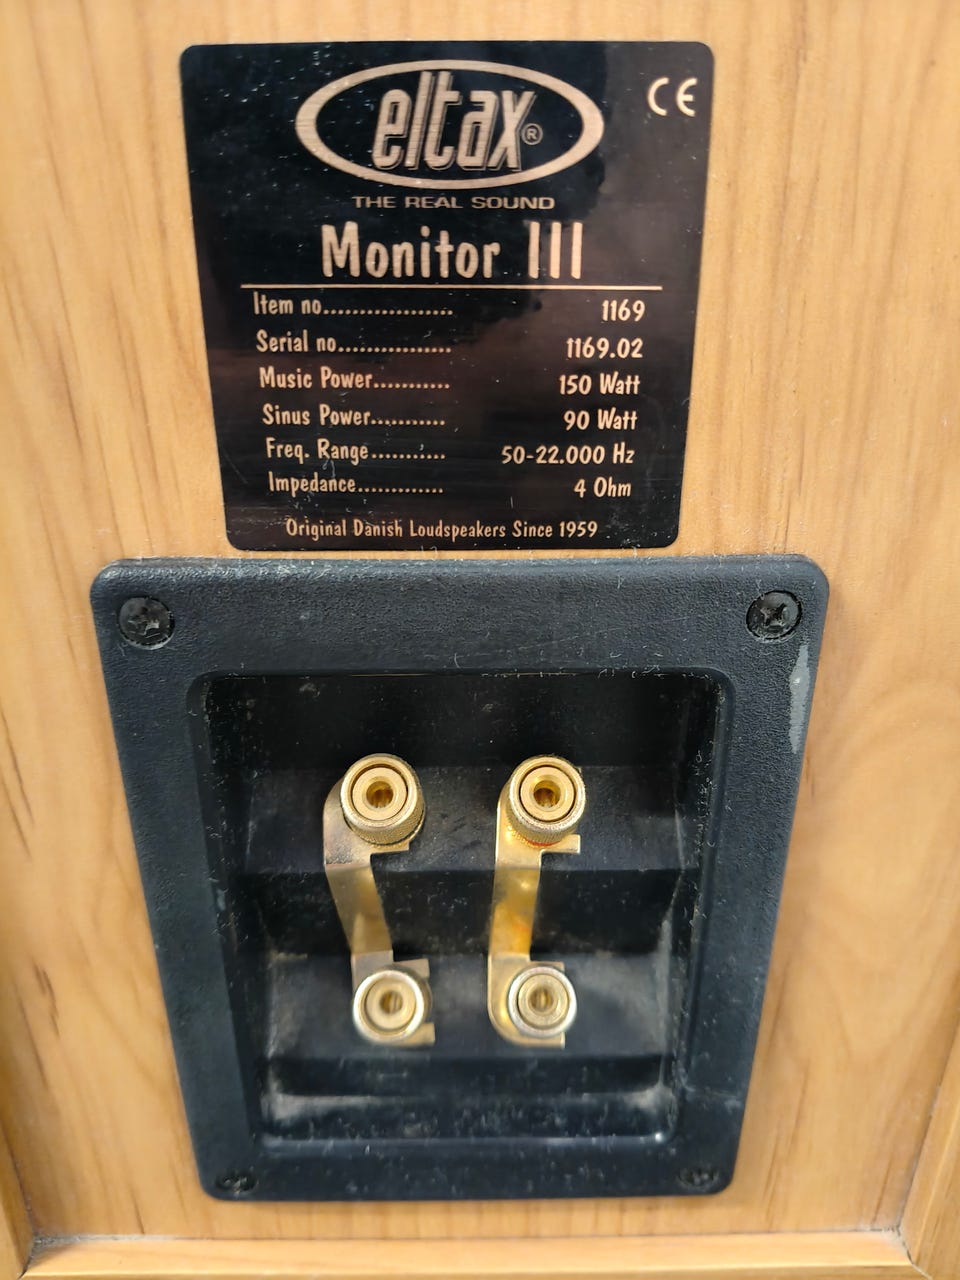 eltax®
CE
THE REAL SOUND
Monitor III
Item no.................. 1169
Serial no................ 1169.02
Music Power........... 150 Watt
Sinus Power........... 90 Watt
Freq. Range........... 50-22.000 Hz
Impedance............. 4 Ohm
Original Danish Loudspeakers Since 1959